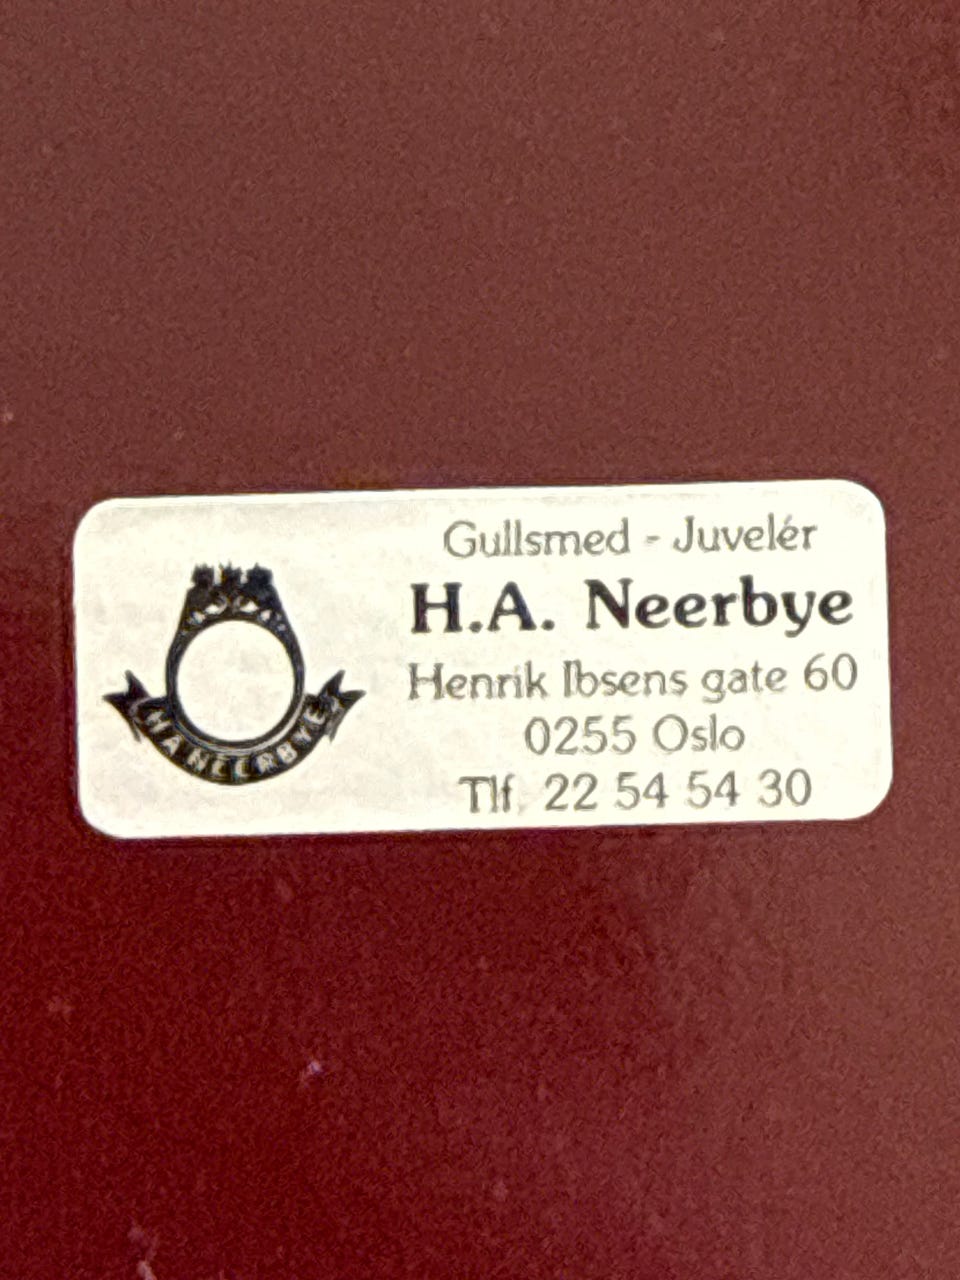 Gullsmed - Juvelér
H.A. Neerbye
Henrik Ibsens gate 60
0255 Oslo
Tlf. 22 54 54 30
H.A. NEERBYE